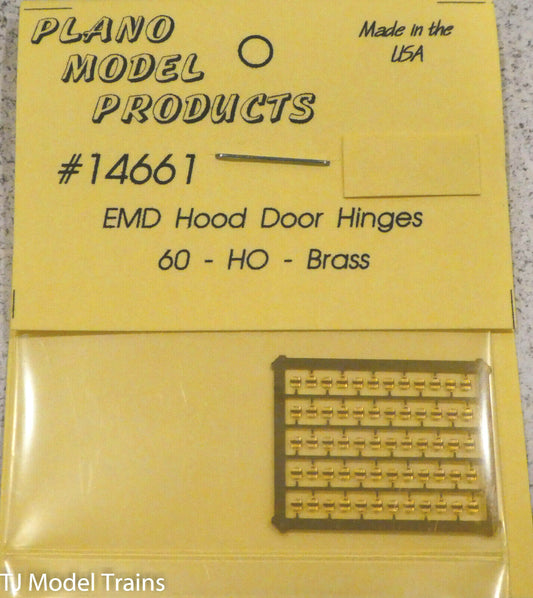 PLANO
MODEL
PRODUCTS
Made in the
USA
#14661
EMD Hood Door Hinges
60 - HO - Brass
TJ Model Trains